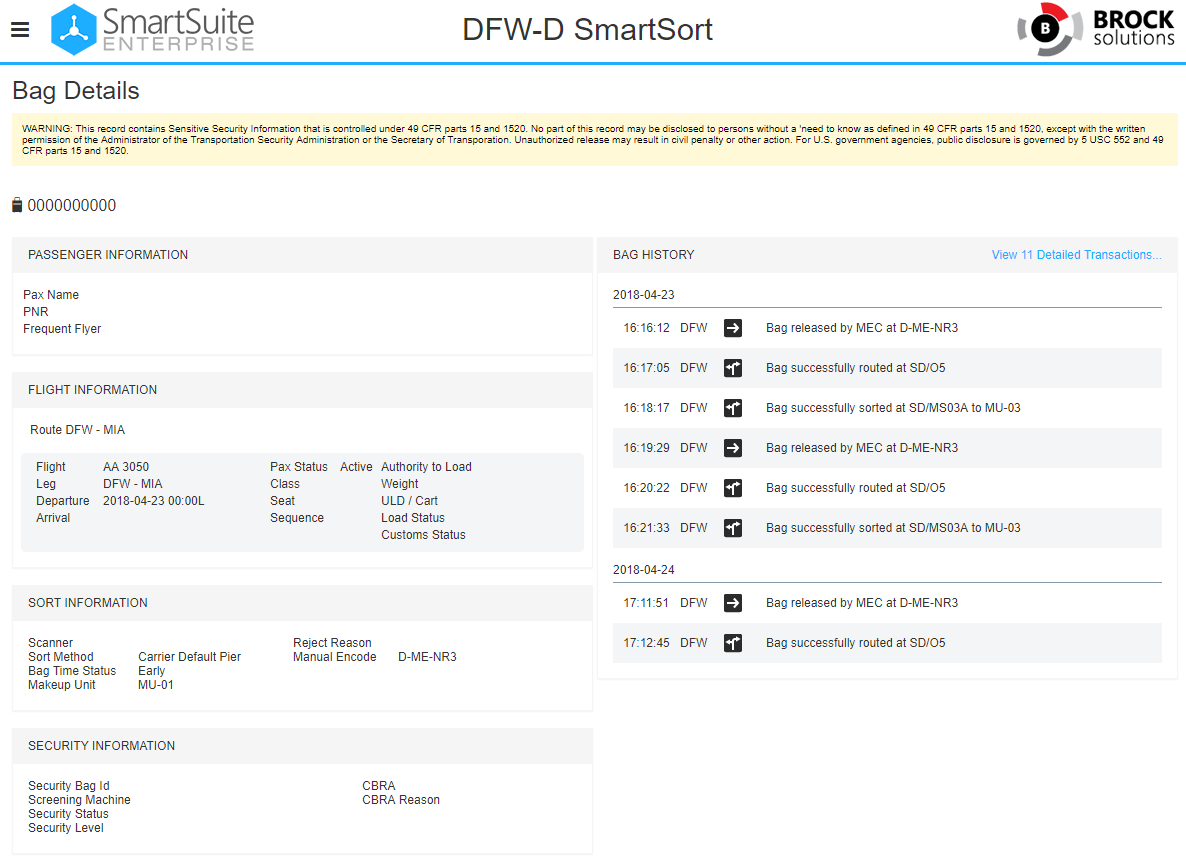 SmartSuite
ENTERPRISE
DFW-D SmartSort
B
BROCK
solutions
Bag Details
WARNING: This record contains Sensitive Security Information that is controlled under 49 CFR parts 15 and 1520. No part of this record may be disclosed to persons without a 'need to know as defined in 49 CFR parts 15 and 1520, except with the written
permission of the Administrator of the Transportation Security Administration or the Secretary of Transporation. Unauthorized release may result in civil penalty or other action. For U.S. government agencies, public disclosure is governed by 5 USC 552 and 49
CFR parts 15 and 1520.
0000000000
PASSENGER INFORMATION
Pax Name
PNR
Frequent Flyer
FLIGHT INFORMATION
Route DFW - MIA
Flight AA 3050 Pax Status Active Authority to Load
Leg DFW - MIA Class Weight
Departure 2018-04-23 00:00L Seat ULD / Cart
Arrival Sequence Load Status
Customs Status
SORT INFORMATION
Scanner Reject Reason
Sort Method Carrier Default Pier Manual Encode D-ME-NR3
Bag Time Status Early
Makeup Unit MU-01
SECURITY INFORMATION
Security Bag Id CBRA
Screening Machine CBRA Reason
Security Status
Security Level
BAG HISTORY View 11 Detailed Transactions...
2018-04-23
16:16:12 DFW Bag released by MEC at D-ME-NR3
16:17:05 DFW Bag successfully routed at SD/O5
16:18:17 DFW Bag successfully sorted at SD/MS03A to MU-03
16:19:29 DFW Bag released by MEC at D-ME-NR3
16:20:22 DFW Bag successfully routed at SD/O5
16:21:33 DFW Bag successfully sorted at SD/MS03A to MU-03
2018-04-24
17:11:51 DFW Bag released by MEC at D-ME-NR3
17:12:45 DFW Bag successfully routed at SD/O5